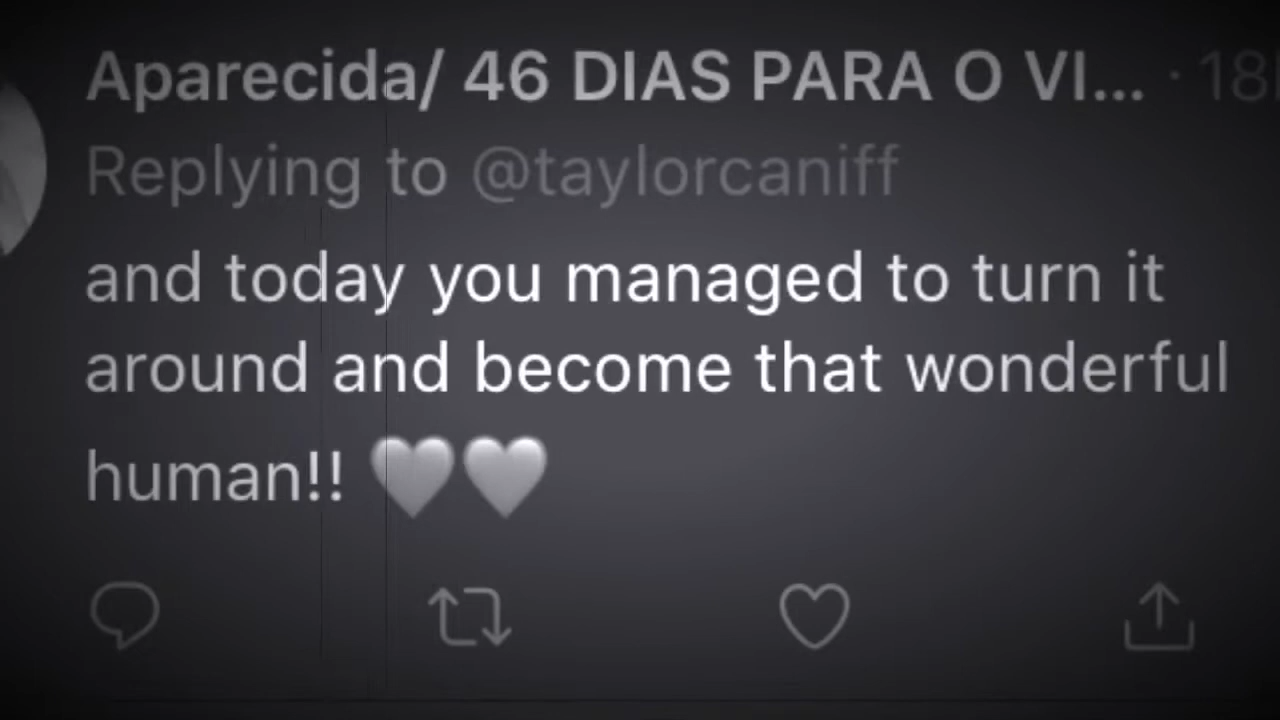 Aparecida/ 46 DIAS PARA O VI... · 18
Replying to @taylorcaniff
and today you managed to turn it
around and become that wonderful
human!! 🤍🤍